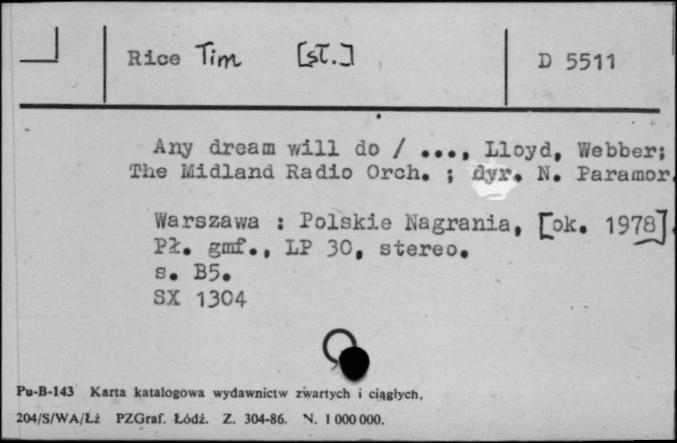 Rice Tim [sł.] D 5511
Any dream will do / ..., Lloyd, Webber;
The Midland Radio Orch. ; dyr. N. Paramor.
Warszawa : Polskie Nagrania, [ok. 1978].
Pł. gmf., LP 30, stereo.
s. B5.
SX 1304
Pu-B-143 Karta katalogowa wydawnictw zwartych i ciągłych,
204/S/WA/Łż PZGraf. Łódź. Z. 304-86. N. 1 000 000.